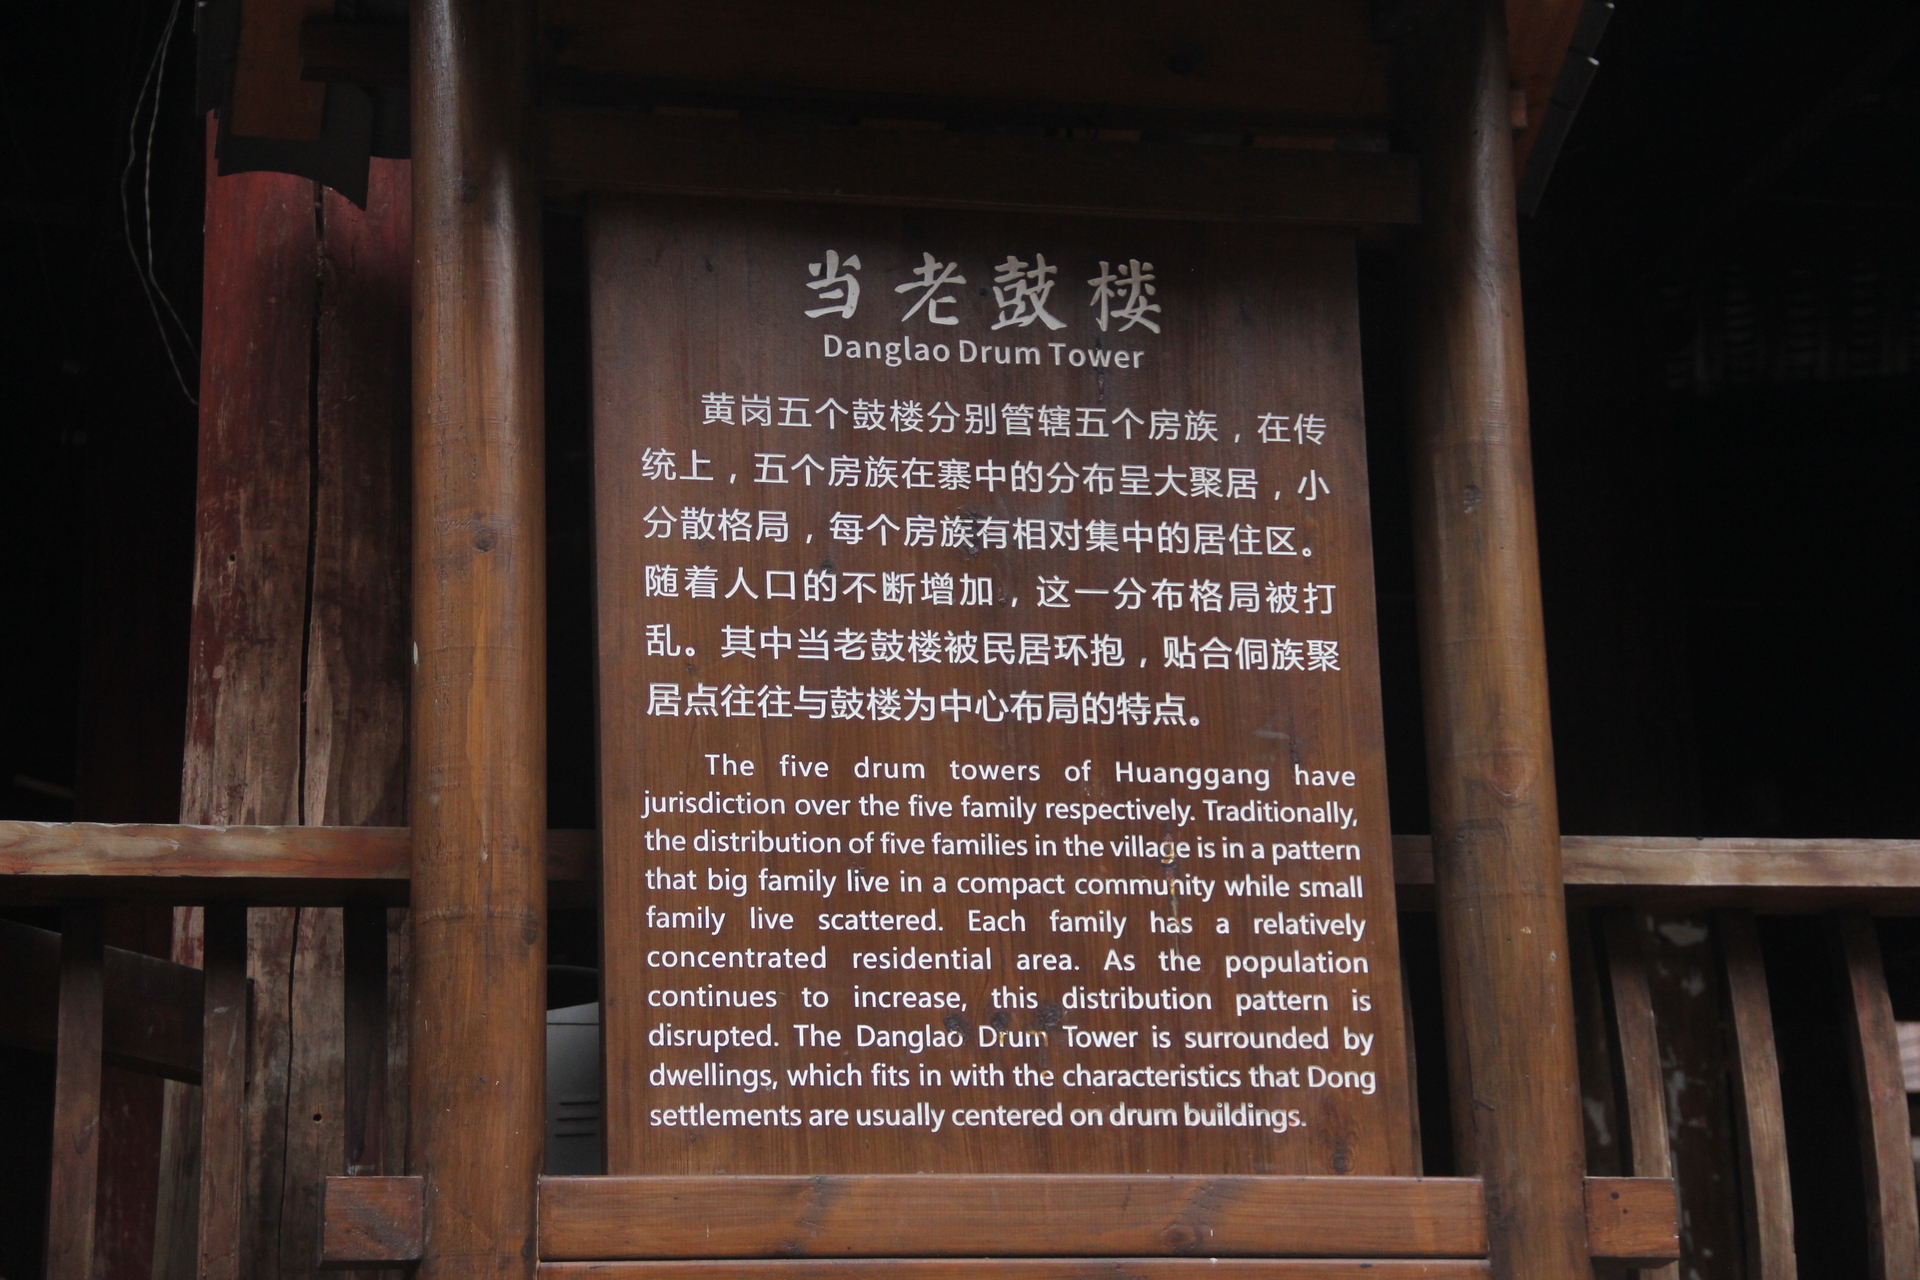 当老鼓楼
Danglao Drum Tower
黄岗五个鼓楼分别管辖五个房族，在传
统上，五个房族在寨中的分布呈大聚居，小
分散格局，每个房族有相对集中的居住区。
随着人口的不断增加，这一分布格局被打
乱。其中当老鼓楼被民居环抱，贴合侗族聚
居点往往与鼓楼为中心布局的特点。
The five drum towers of Huanggang have
jurisdiction over the five family respectively. Traditionally,
the distribution of five families in the village is in a pattern
that big family live in a compact community while small
family live scattered. Each family has a relatively
concentrated residential area. As the population
continues to increase, this distribution pattern is
disrupted. The Danglao Drum Tower is surrounded by
dwellings, which fits in with the characteristics that Dong
settlements are usually centered on drum buildings.